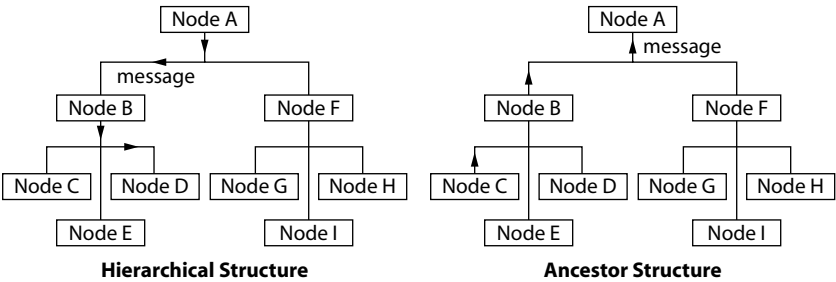 Node A
message
Node B
Node F
Node C
Node D
Node G
Node H
Node E
Node I
Hierarchical Structure
Node A
message
Node B
Node F
Node C
Node D
Node G
Node H
Node E
Node I
Ancestor Structure